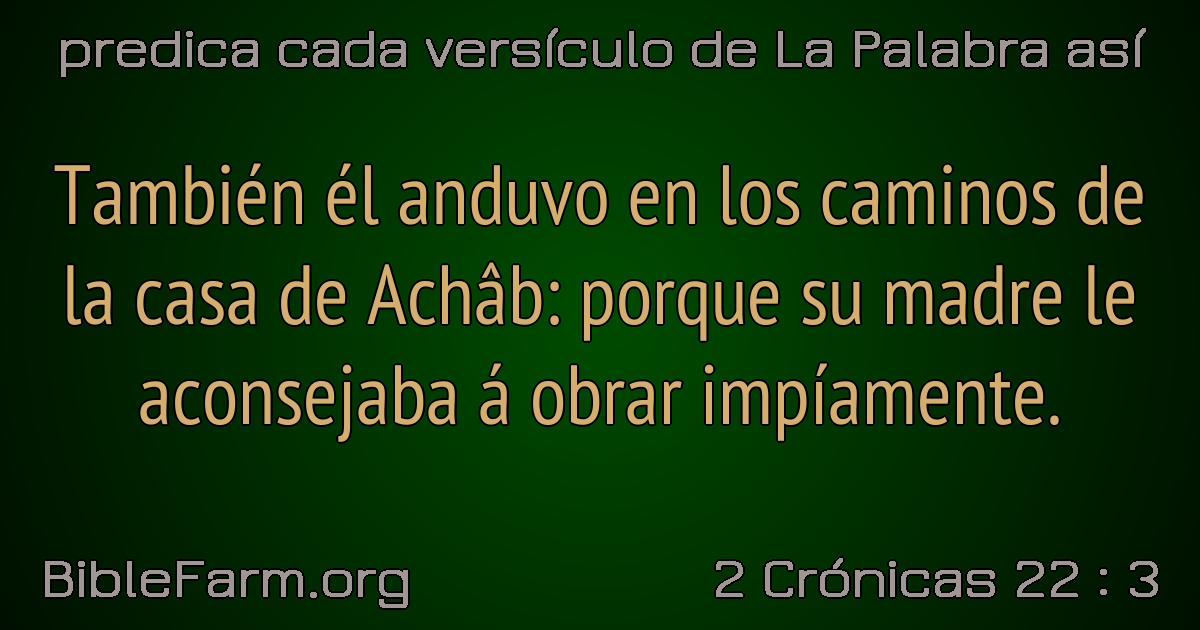 predica cada versículo de La Palabra así
También él anduvo en los caminos de
la casa de Achâb: porque su madre le
aconsejaba á obrar impíamente.
BibleFarm.org
2 Crónicas 22 : 3